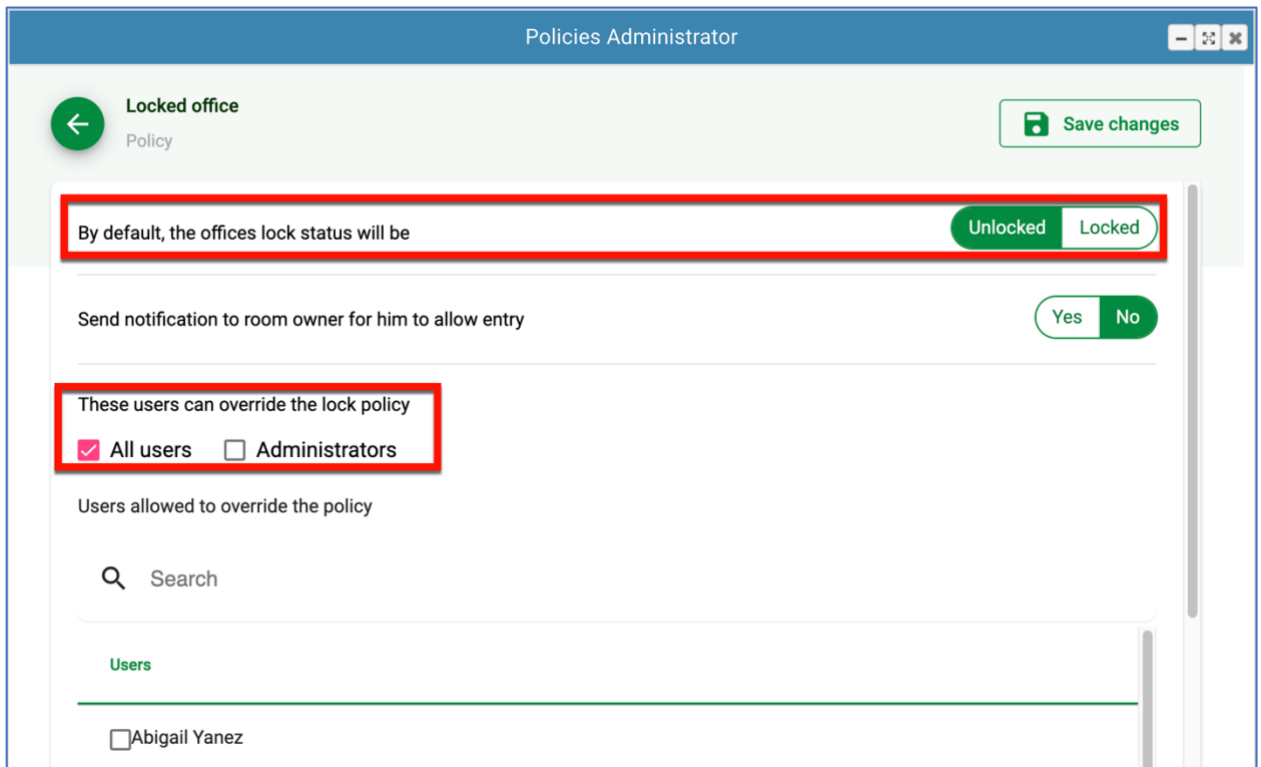 Policies Administrator
Locked office
Policy
Save changes
By default, the offices lock status will be
Unlocked Locked
Send notification to room owner for him to allow entry
Yes No
These users can override the lock policy
All users Administrators
Users allowed to override the policy
Search
Users
Abigail Yanez